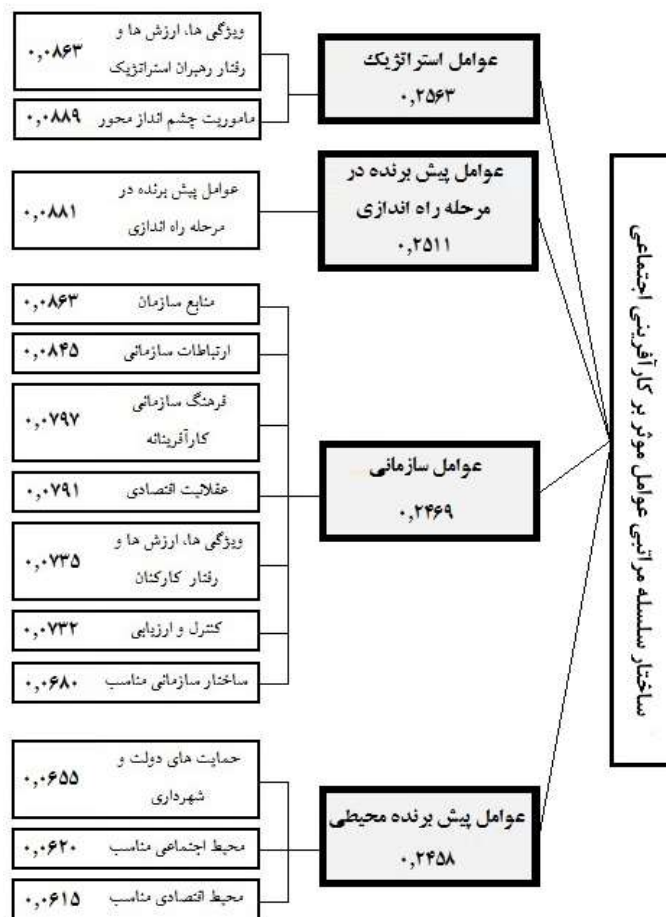 ساختار سلسله مراتبی عوامل موثر بر کارآفرینی اجتماعی
عوامل استراتژیک
۰,۲۵۶۳
ویژگی ها، ارزش ها و
رفتار رهبران استراتژیک
۰,۰۸۶۳
ماموریت چشم انداز محور
۰,۰۸۸۹
عوامل پیش برنده در
مرحله راه اندازی
۰,۲۵۱۱
عوامل پیش برنده در
مرحله راه اندازی
۰,۰۸۸۱
عوامل سازمانی
۰,۲۴۶۹
منابع سازمان
۰,۰۸۶۳
ارتباطات سازمانی
۰,۰۸۴۵
فرهنگ سازمانی
کارآفرینانه
۰,۰۷۹۷
عقلانیت اقتصادی
۰,۰۷۹۱
ویژگی ها، ارزش ها و
رفتار کارکنان
۰,۰۷۳۵
کنترل و ارزیابی
۰,۰۷۳۲
ساختار سازمانی مناسب
۰,۰۶۸۰
عوامل پیش برنده محیطی
۰,۲۴۵۸
حمایت های دولت و
شهرداری
۰,۰۶۵۵
محیط اجتماعی مناسب
۰,۰۶۲۰
محیط اقتصادی مناسب
۰,۰۶۱۵